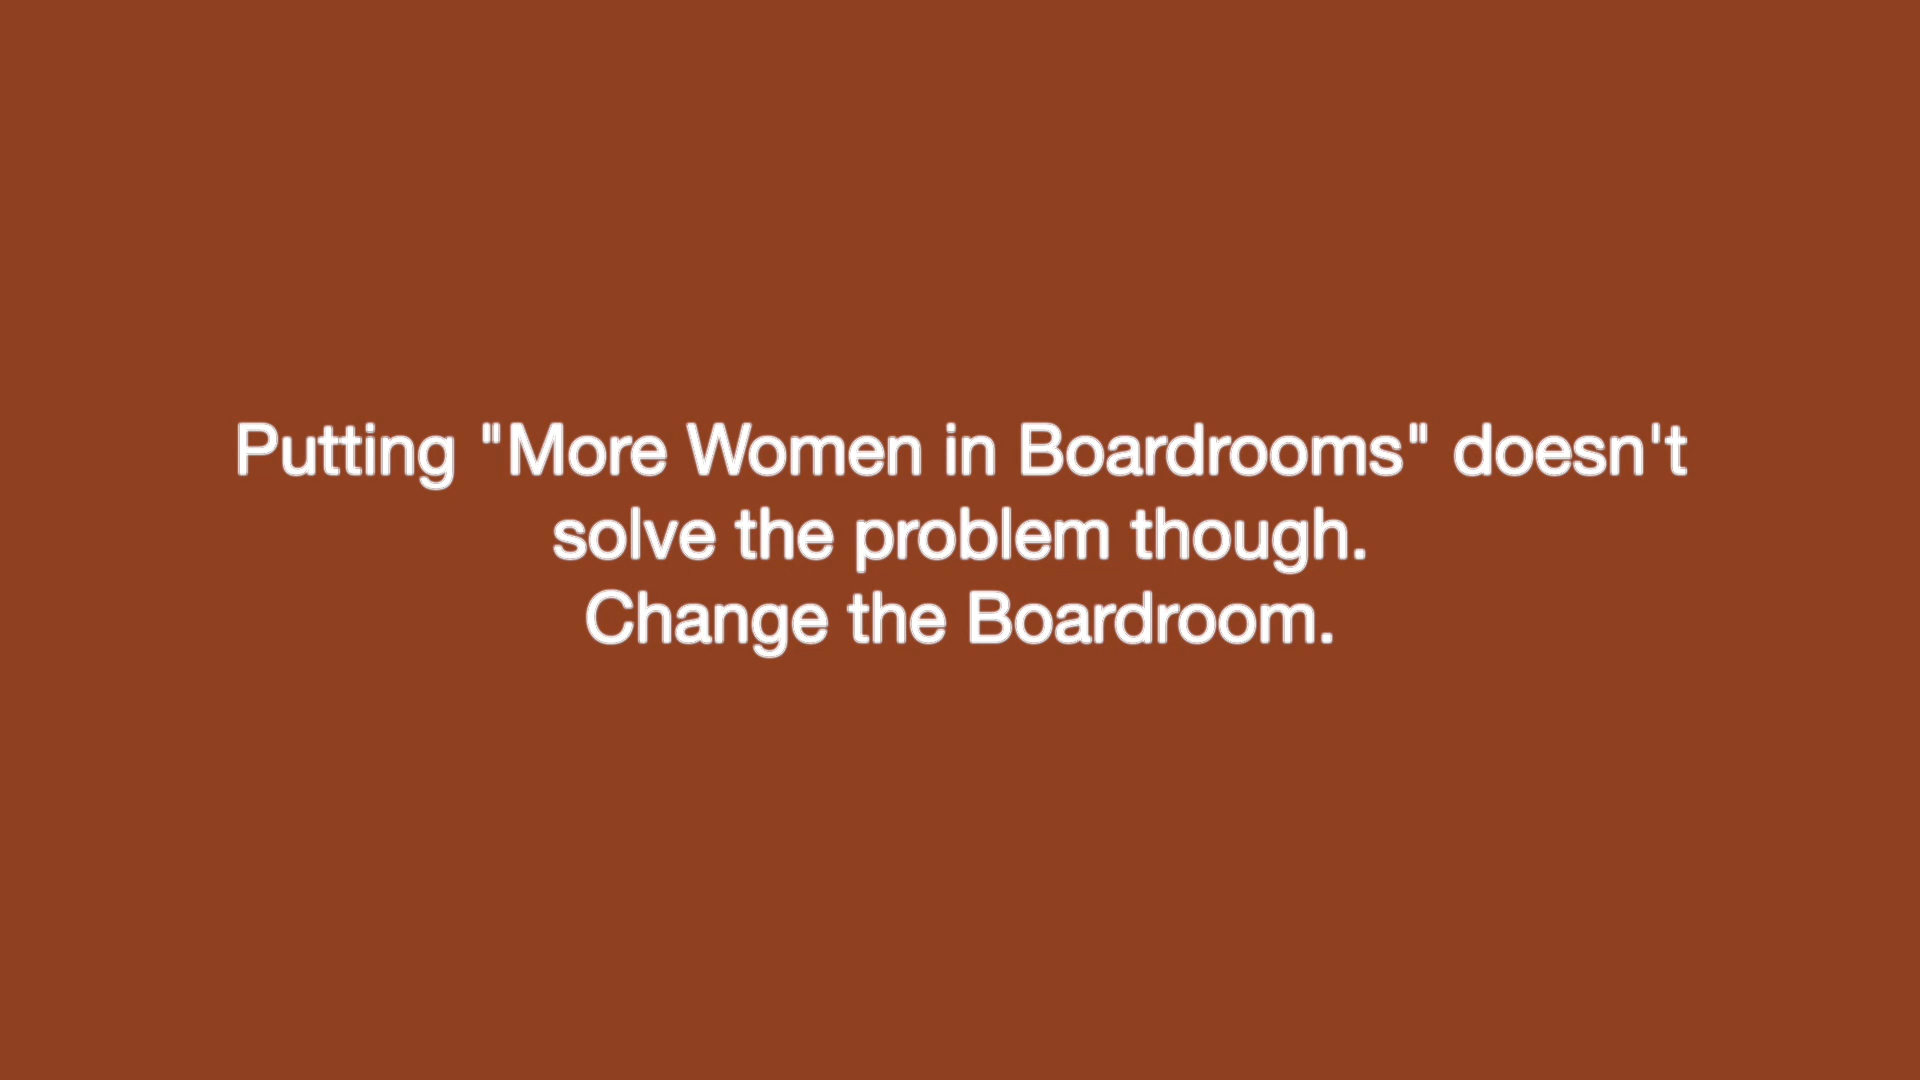 Putting "More Women in Boardrooms" doesn't
solve the problem though.
Change the Boardroom.